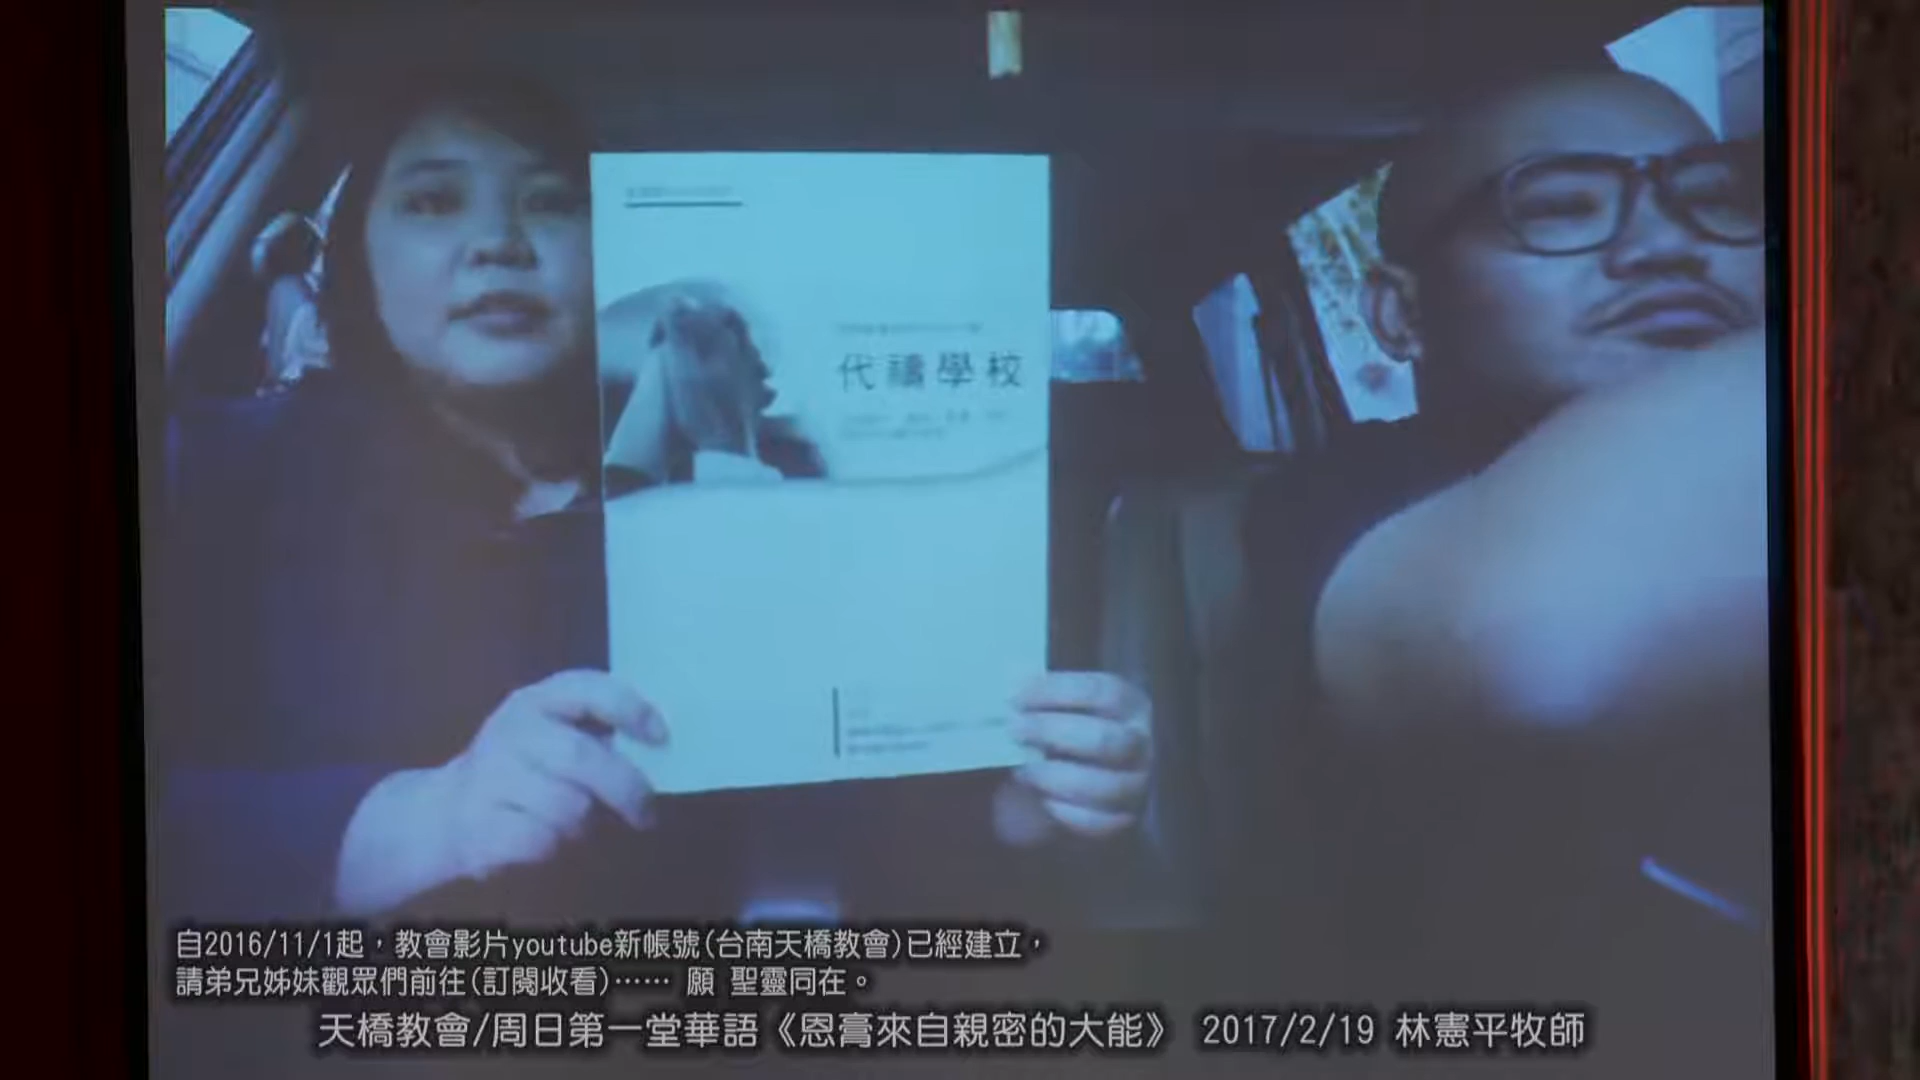 代禱學校
自2016/11/1起，教會影片youtube新帳號(台南天橋教會)已經建立，
請弟兄姊妹觀眾們前往(訂閱收看)…… 願 聖靈同在。
天橋教會/周日第一堂華語《恩膏來自親密的大能》 2017/2/19 林憲平牧師